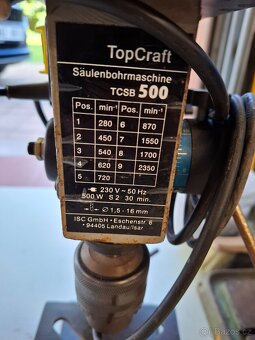 TopCraft
Säulenbohrmaschine
TCSB 500
Pos. min⁻¹ Pos. min⁻¹
1 280 6 870
2 450 7 1550
3 540 8 1700
4 620 9 2350
5 720 –
230 V ~ 50 Hz
500 W S 2 30 min.
Ø 1,5 - 16 mm
ISC GmbH · Eschenstr. 6
· 94405 Landau/Isar